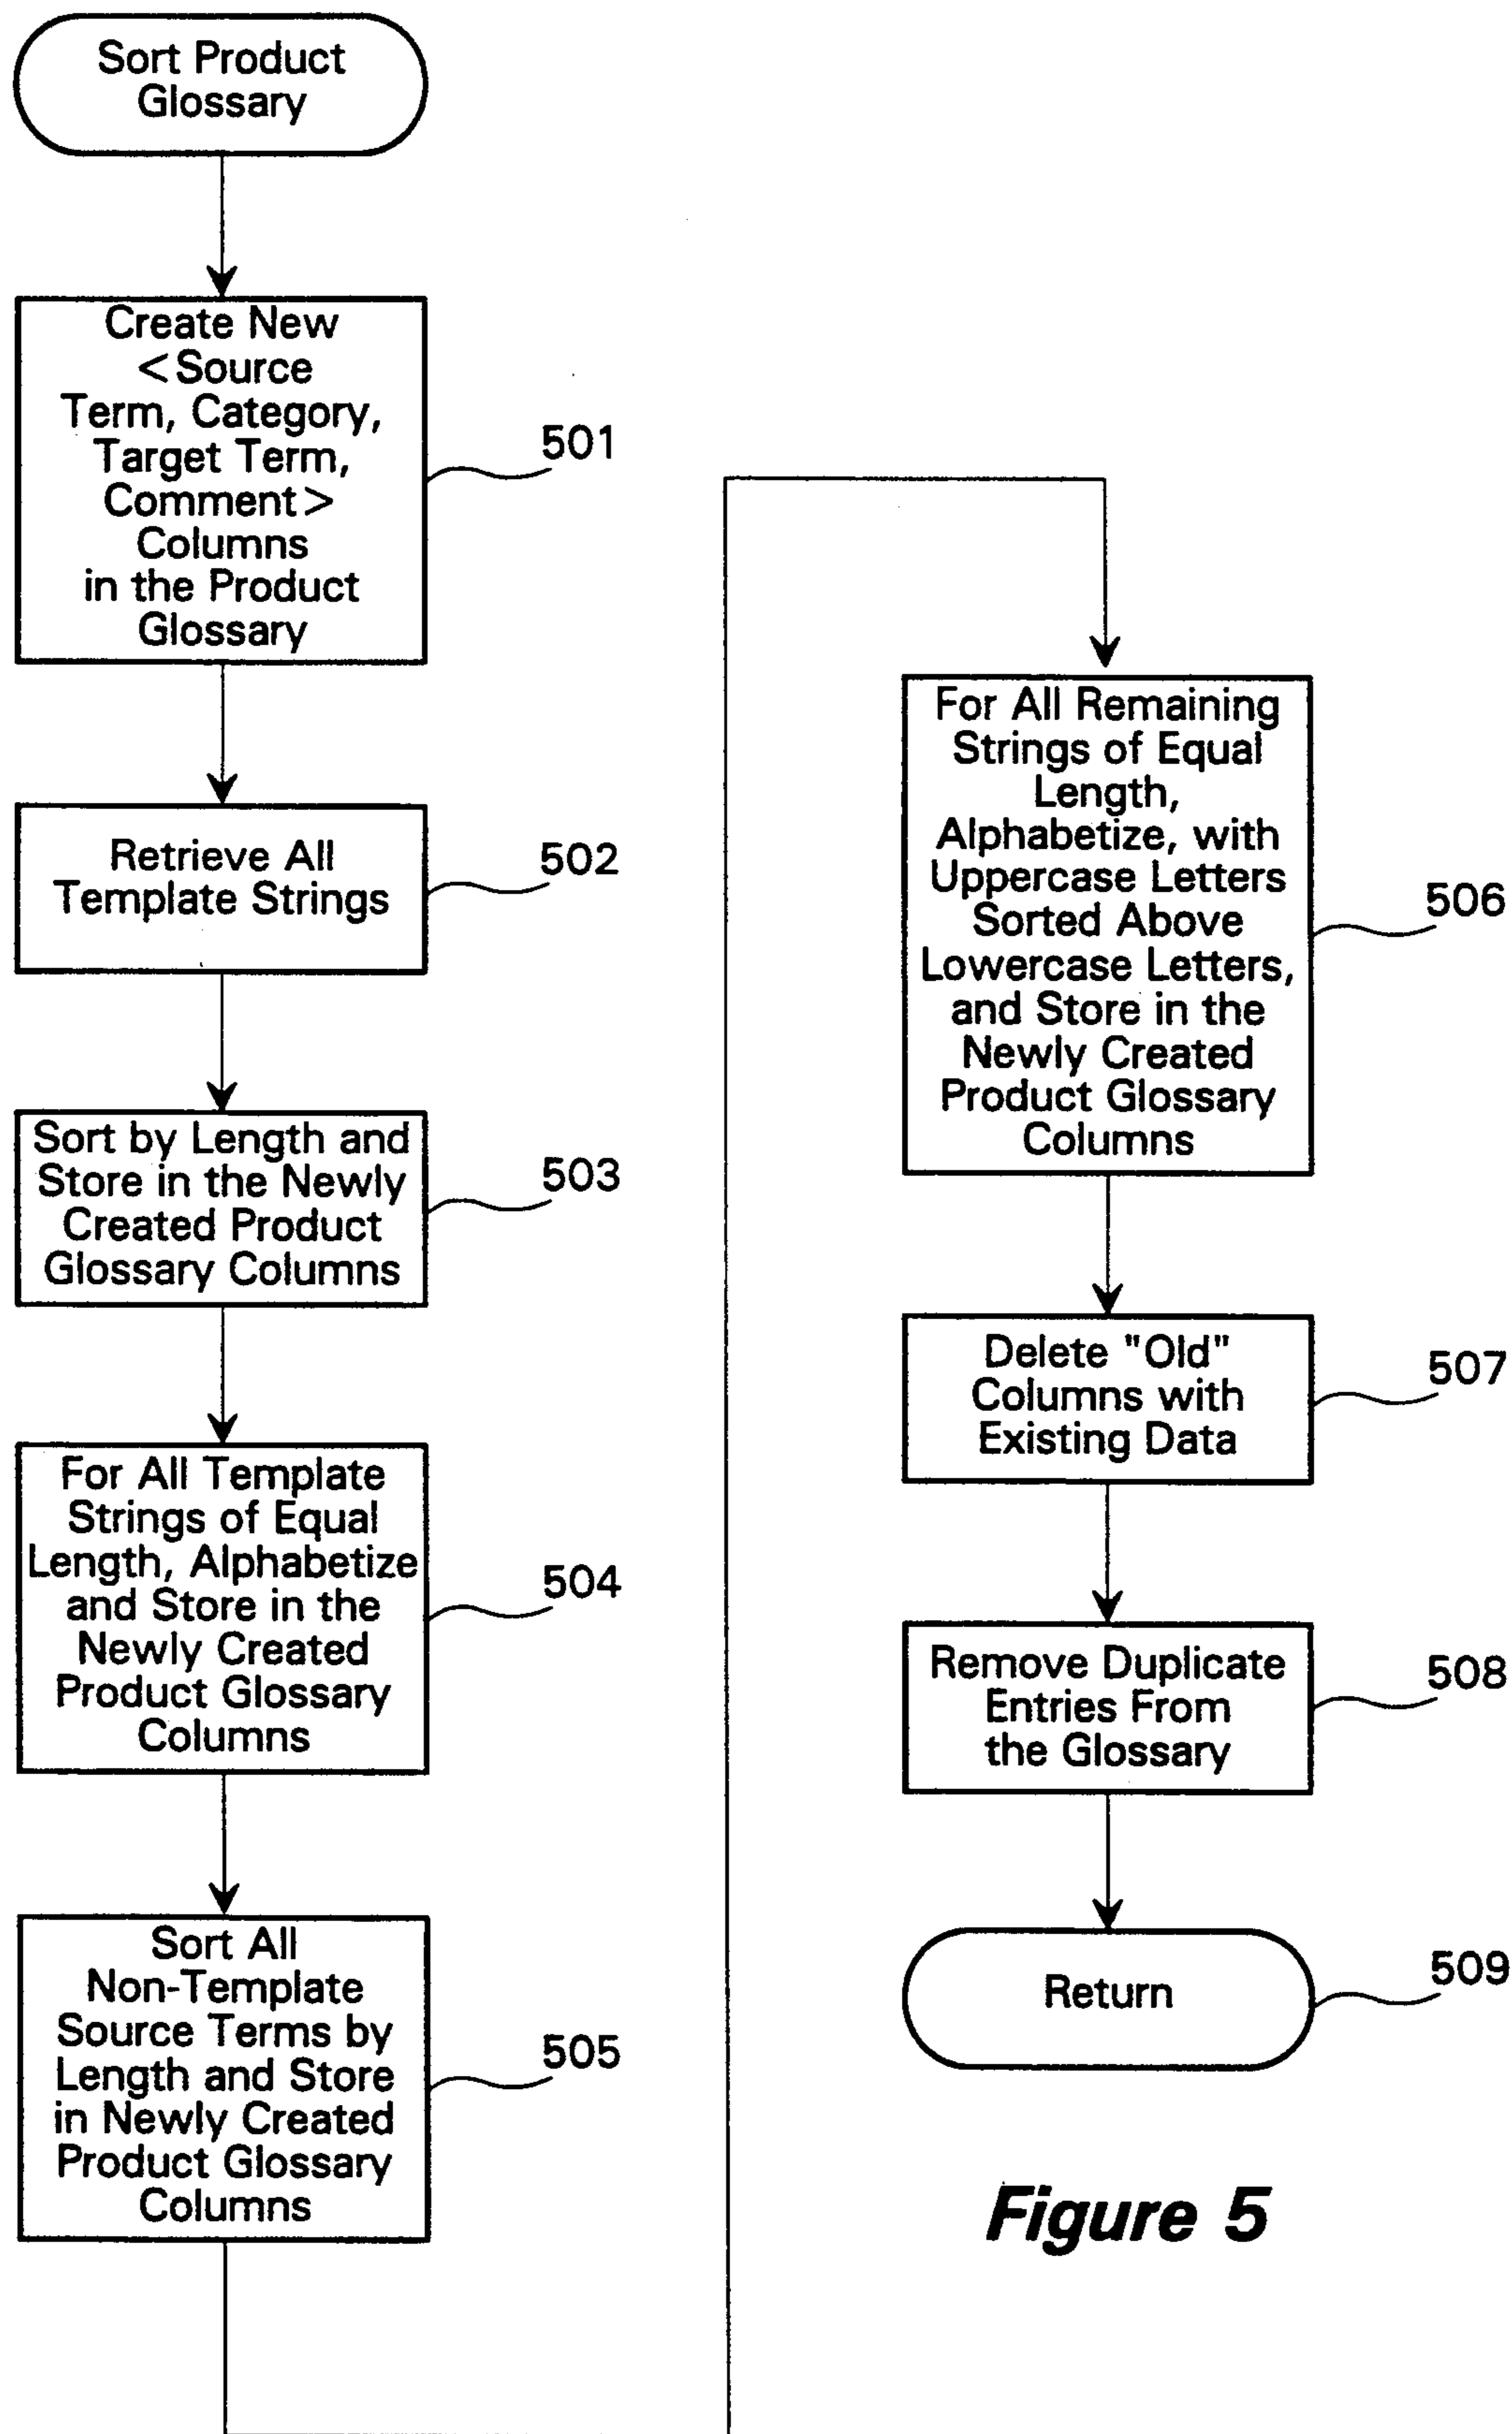 Sort Product
Glossary
Create New
<Source
Term, Category,
Target Term,
Comment>
Columns
in the Product
Glossary
501
Retrieve All
Template Strings
502
Sort by Length and
Store in the Newly
Created Product
Glossary Columns
503
For All Template
Strings of Equal
Length, Alphabetize
and Store in the
Newly Created
Product Glossary
Columns
504
Sort All
Non-Template
Source Terms by
Length and Store
in Newly Created
Product Glossary
Columns
505
For All Remaining
Strings of Equal
Length,
Alphabetize, with
Uppercase Letters
Sorted Above
Lowercase Letters,
and Store in the
Newly Created
Product Glossary
Columns
506
Delete "Old"
Columns with
Existing Data
507
Remove Duplicate
Entries From
the Glossary
508
Return
509
Figure 5